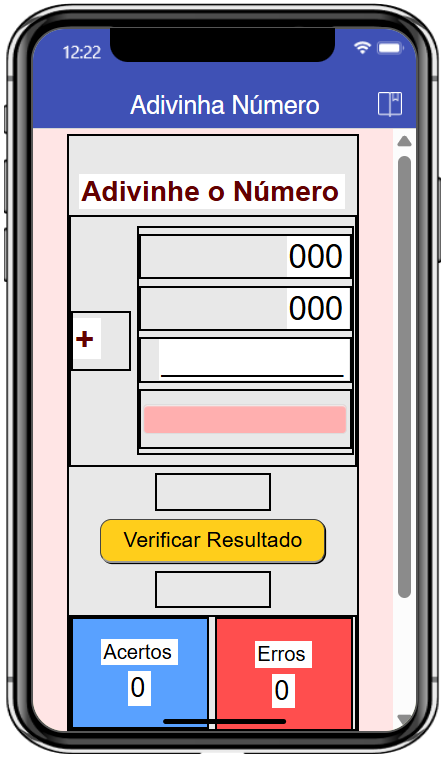 12:22
Adivinha Número
Adivinhe o Número
000
000
+
Verificar Resultado
Acertos
Erros
0
0